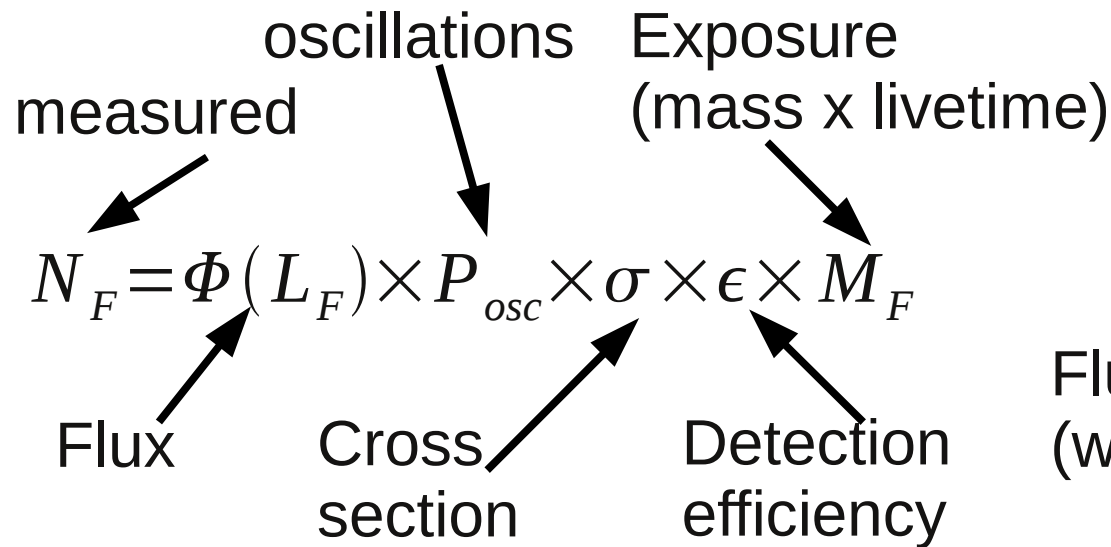 oscillations
Exposure
(mass x livetime)
measured
N_F=Φ(L_F)×P_osc×σ×ϵ×M_F
Flux
Cross
section
Detection
efficiency